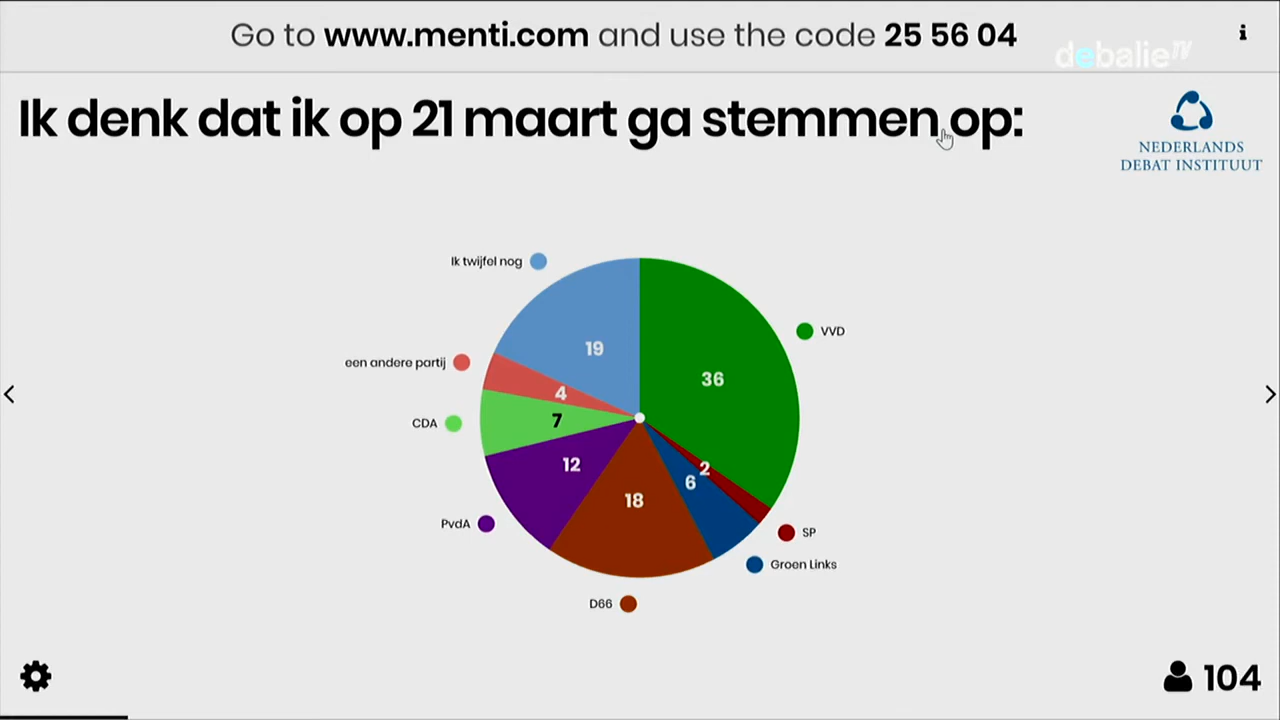 Go to www.menti.com and use the code 25 56 04
i
debalie TV
Ik denk dat ik op 21 maart ga stemmen op:
NEDERLANDS
DEBAT INSTITUUT
Ik twijfel nog
19
VVD
36
een andere partij
4
CDA
7
PvdA
12
D66
18
Groen Links
6
SP
2
104